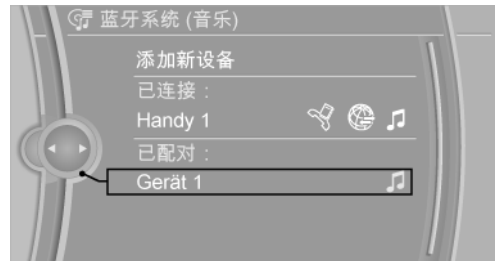 蓝牙系统 (音乐)
添加新设备
已连接：
Handy 1
已配对：
Gerät 1